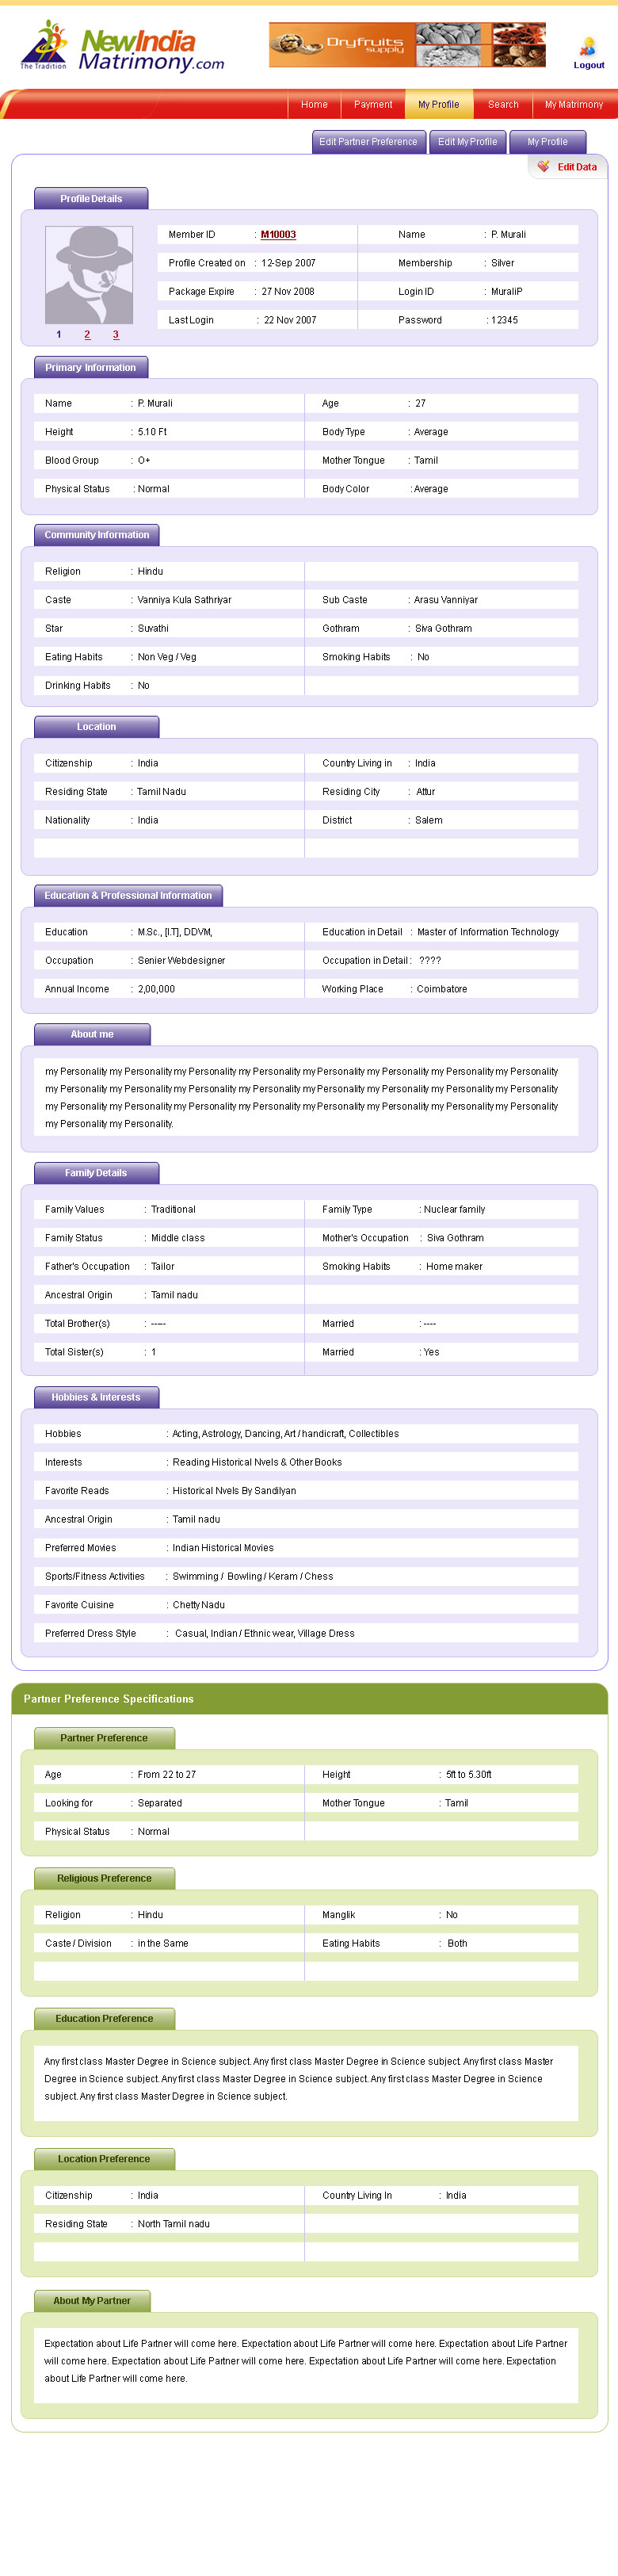 The Tradition
NewIndia
Matrimony.com
Dryfruits
supply
Logout
Home Payment My Profile Search My Matrimony
Edit Partner Preference Edit My Profile My Profile
Edit Data
Profile Details
Member ID : M10003 Name : P. Murali
Profile Created on : 12-Sep 2007 Membership : Silver
Package Expire : 27 Nov 2008 Login ID : MuraliP
Last Login : 22 Nov 2007 Password : 12345
1 2 3
Primary Information
Name : P. Murali Age : 27
Height : 5.10 Ft Body Type : Average
Blood Group : O+ Mother Tongue : Tamil
Physical Status : Normal Body Color : Average
Community Information
Religion : Hindu
Caste : Vanniya Kula Sathriyar Sub Caste : Arasu Vanniyar
Star : Suvathi Gothram : Siva Gothram
Eating Habits : Non Veg / Veg Smoking Habits : No
Drinking Habits : No
Location
Citizenship : India Country Living in : India
Residing State : Tamil Nadu Residing City : Attur
Nationality : India District : Salem
Education & Professional Information
Education : M.Sc., [I.T], DDVM, Education in Detail : Master of Information Technology
Occupation : Senier Webdesigner Occupation in Detail : ????
Annual Income : 2,00,000 Working Place : Coimbatore
About me
my Personality my Personality my Personality my Personality my Personality my Personality my Personality my Personality
my Personality my Personality my Personality my Personality my Personality my Personality my Personality my Personality
my Personality my Personality my Personality my Personality my Personality my Personality my Personality my Personality
my Personality my Personality.
Family Details
Family Values : Traditional Family Type : Nuclear family
Family Status : Middle class Mother's Occupation : Siva Gothram
Father's Occupation : Tailor Smoking Habits : Home maker
Ancestral Origin : Tamil nadu
Total Brother(s) : ----- Married : ----
Total Sister(s) : 1 Married : Yes
Hobbies & Interests
Hobbies : Acting, Astrology, Dancing, Art / handicraft, Collectibles
Interests : Reading Historical Nvels & Other Books
Favorite Reads : Historical Nvels By Sandilyan
Ancestral Origin : Tamil nadu
Preferred Movies : Indian Historical Movies
Sports/Fitness Activities : Swimming / Bowling / Keram / Chess
Favorite Cuisine : Chetty Nadu
Preferred Dress Style : Casual, Indian / Ethnic wear, Village Dress
Partner Preference Specifications
Partner Preference
Age : From 22 to 27 Height : 5ft to 5.30ft
Looking for : Separated Mother Tongue : Tamil
Physical Status : Normal
Religious Preference
Religion : Hindu Manglik : No
Caste / Division : in the Same Eating Habits : Both
Education Preference
Any first class Master Degree in Science subject. Any first class Master Degree in Science subject. Any first class Master
Degree in Science subject. Any first class Master Degree in Science subject. Any first class Master Degree in Science
subject. Any first class Master Degree in Science subject.
Location Preference
Citizenship : India Country Living In : India
Residing State : North Tamil nadu
About My Partner
Expectation about Life Partner will come here. Expectation about Life Partner will come here. Expectation about Life Partner
will come here. Expectation about Life Partner will come here. Expectation about Life Partner will come here. Expectation
about Life Partner will come here.